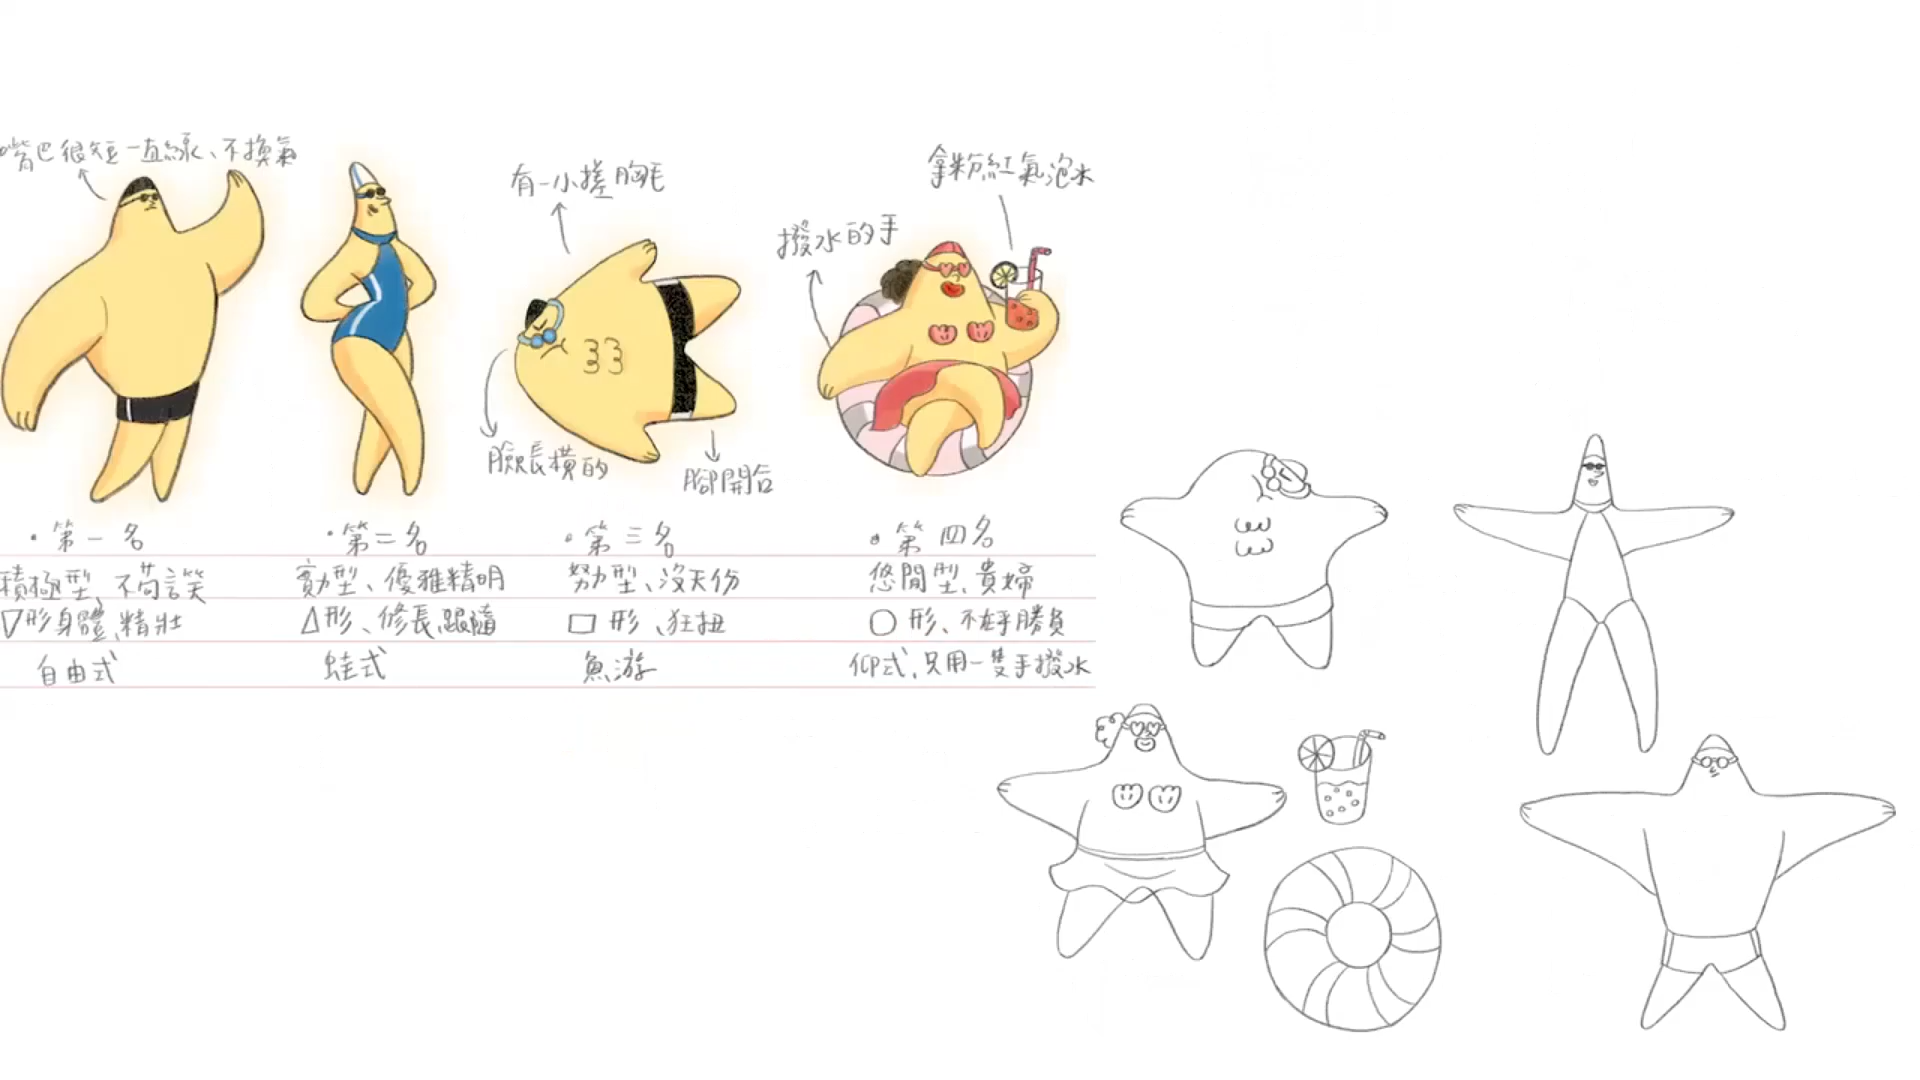 嘴巴很短一直線、不換氣
有一小搓胸毛
拿粉紅氣泡水
撥水的手
臉長橫的
腳開合
·第一名
·第二名
·第三名
·第四名
積極型、不苟言笑
型、優雅精明
努力型、沒天份
悠閒型、貴婦
▽形身體、精壯
△形、修長、跟隨
□形、狂扭
○形、不在乎勝負
自由式
蛙式
魚游
仰式、只用一隻手撥水